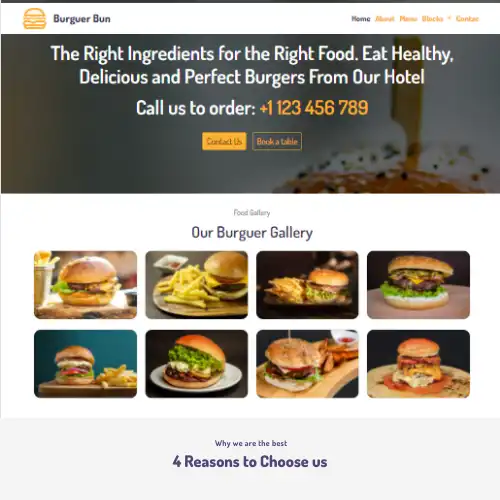 Burguer Bun
Home About Menu Blocks Contac
The Right Ingredients for the Right Food. Eat Healthy,
Delicious and Perfect Burgers From Our Hotel
Call us to order: +1 123 456 789
Contact Us Book a table
Food Gallery
Our Burguer Gallery
Why we are the best
4 Reasons to Choose us